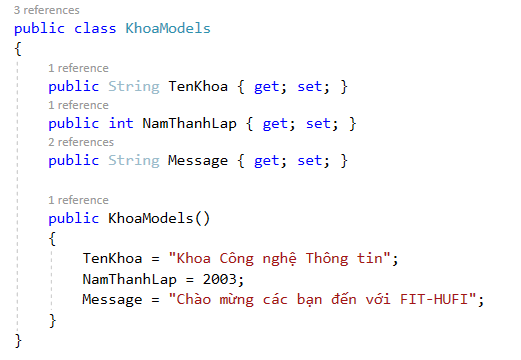 3 references
public class KhoaModels
{
1 reference
public String TenKhoa { get; set; }
1 reference
public int NamThanhLap { get; set; }
2 references
public String Message { get; set; }
1 reference
public KhoaModels()
{
TenKhoa = "Khoa Công nghệ Thông tin";
NamThanhLap = 2003;
Message = "Chào mừng các bạn đến với FIT-HUFI";
}
}